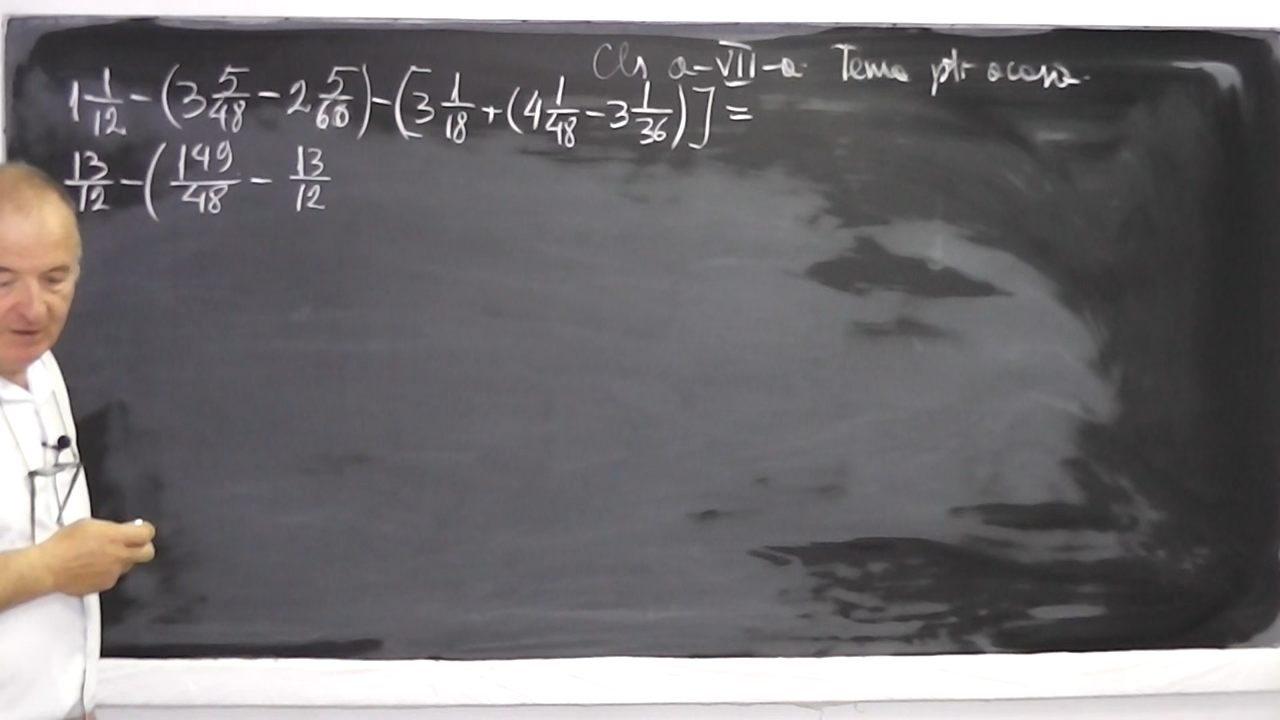 Cls a-VII-a Tema ptr acasa.
1 1/12 - (3 5/48 - 2 5/60) - [3 1/18 + (4 1/48 - 3 1/36)] =
13/12 - (149/48 - 13/12